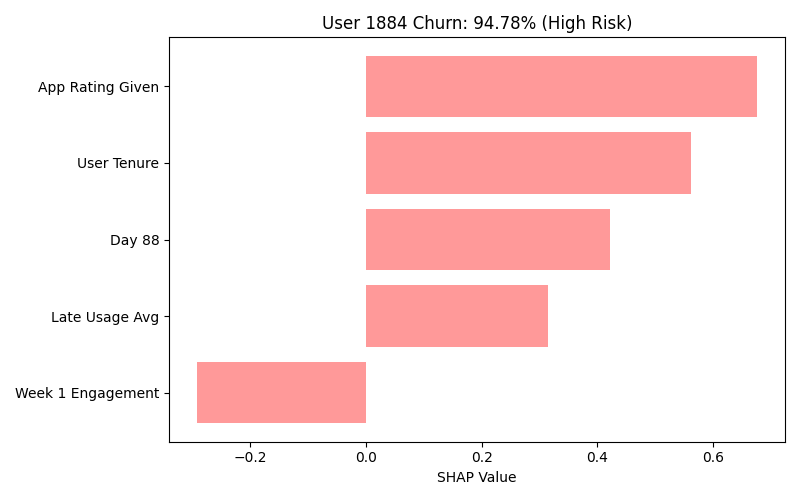 User 1884 Churn: 94.78% (High Risk)
App Rating Given
User Tenure
Day 88
Late Usage Avg
Week 1 Engagement
−0.2 0.0 0.2 0.4 0.6
SHAP Value